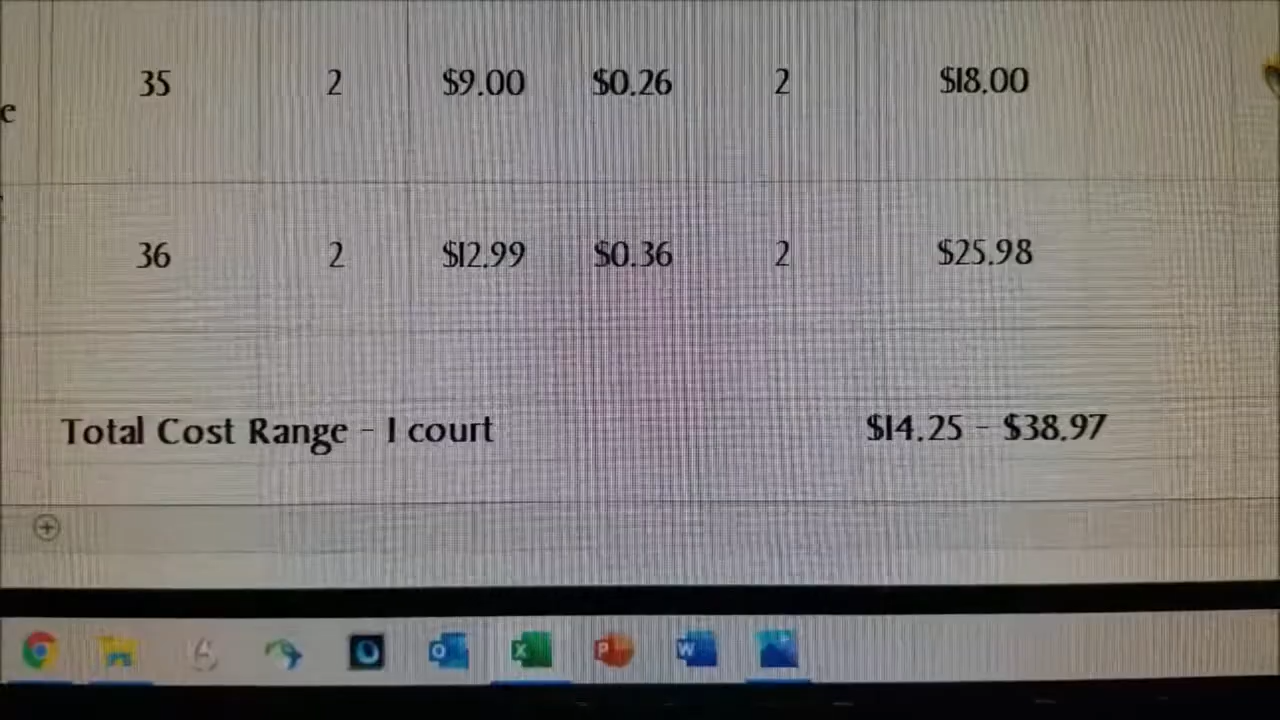 35 2 $9.00 $0.26 2 $18.00
e
36 2 $12.99 $0.36 2 $25.98
Total Cost Range - 1 court $14.25 - $38.97
O X P W